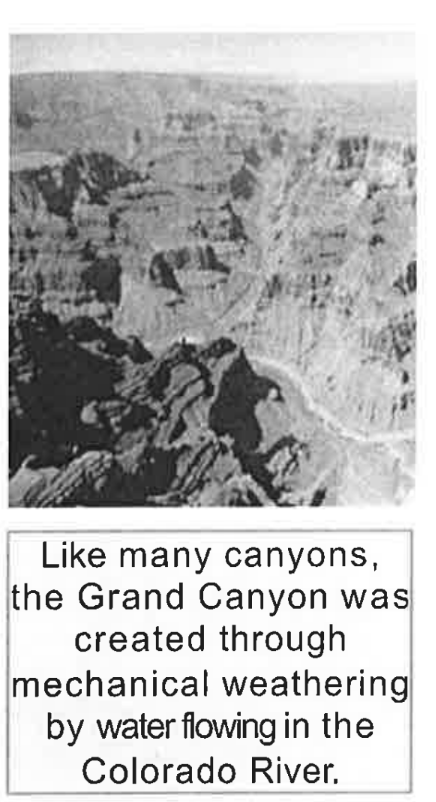 Like many canyons,
the Grand Canyon was
created through
mechanical weathering
by water flowing in the
Colorado River.